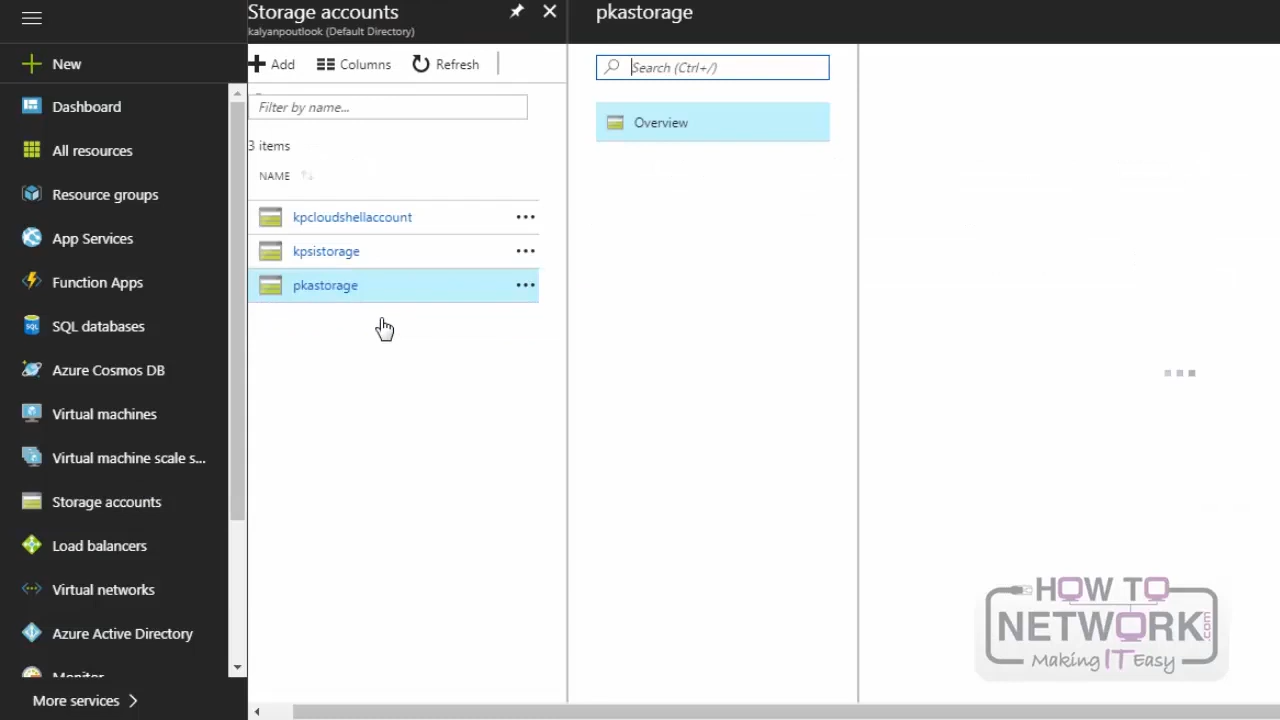 Storage accounts
kalyanpoutlook (Default Directory)
pkastorage
New
Dashboard
All resources
Resource groups
App Services
Function Apps
SQL databases
Azure Cosmos DB
Virtual machines
Virtual machine scale s...
Storage accounts
Load balancers
Virtual networks
Azure Active Directory
Monitor
More services
Add
Columns
Refresh
Filter by name...
3 items
NAME
kpcloudshellaccount
kpsistorage
pkastorage
Search (Ctrl+/)
Overview
HOW TO
NETWORK.com
Making IT Easy